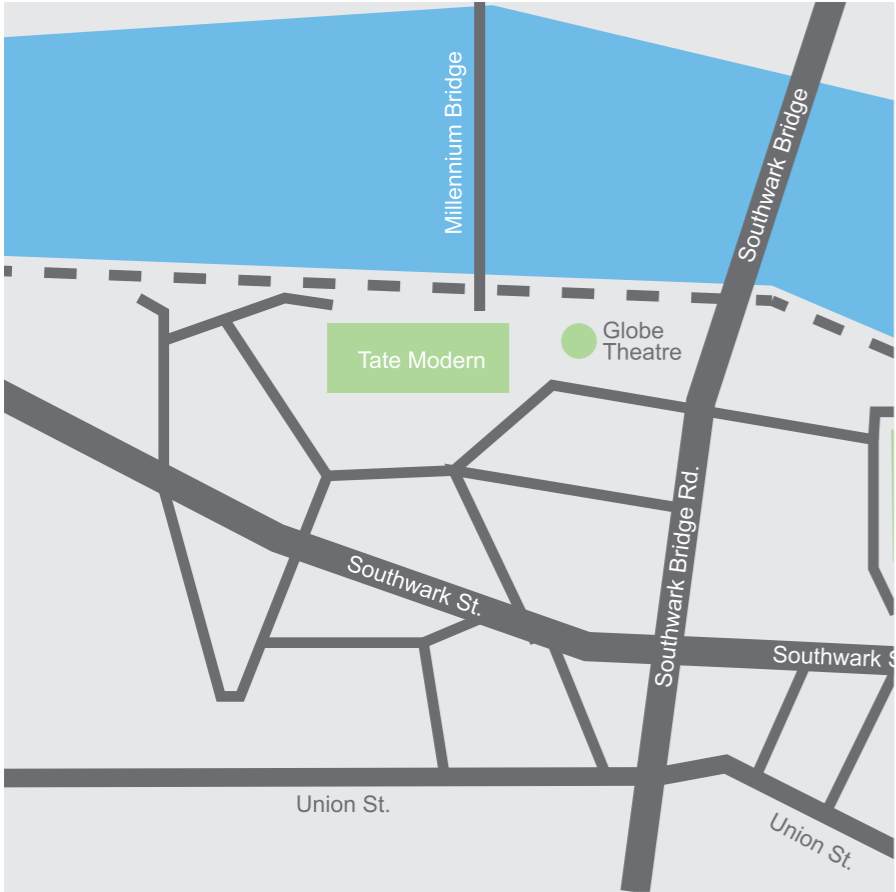 Millennium Bridge
Southwark Bridge
Globe
Theatre
Tate Modern
Southwark Bridge Rd.
Southwark St.
Southwark S
Union St.
Union St.